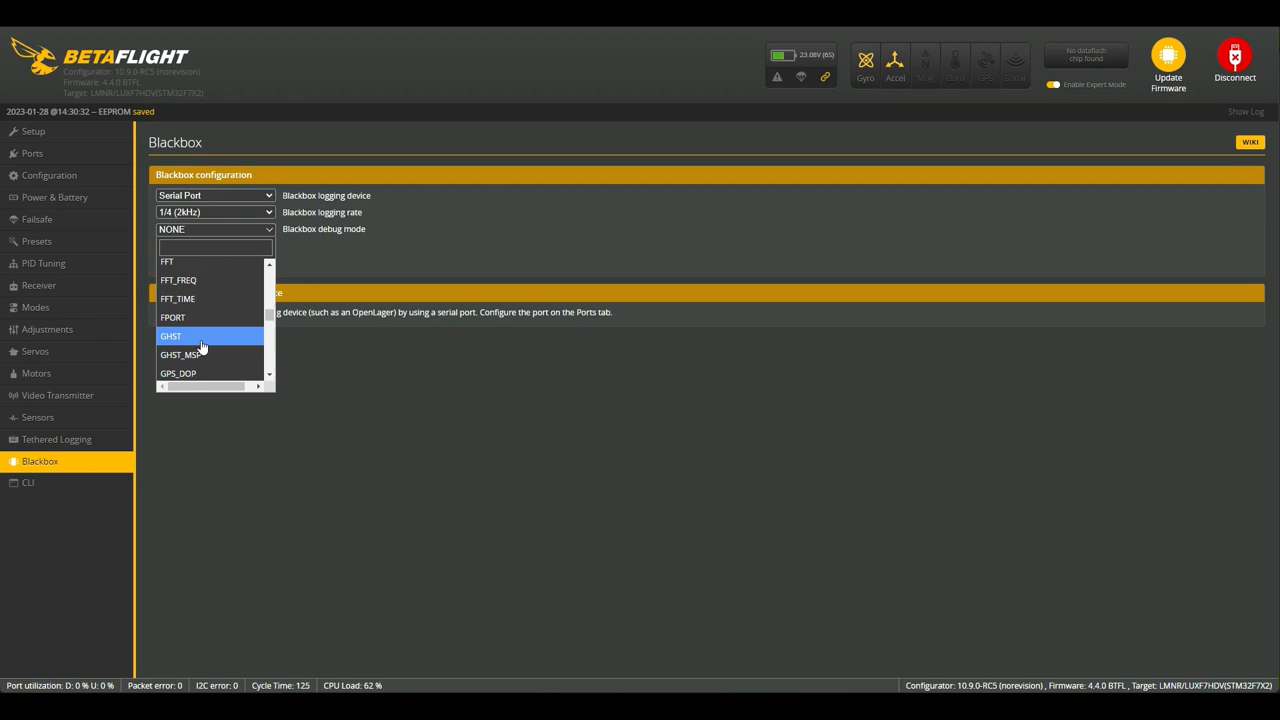 BETAFLIGHT
Configurator: 10.9.0-RC5 (norevision)
Firmware: 4.4.0 BTFL
Target: LMNR/LUXF7HDV(STM32F7X2)
23.08V (6S)
Gyro
Accel
Mag
Baro
GPS
Sonar
No dataflash
chip found
Enable Expert Mode
Update
Firmware
Disconnect
2023-01-28 @14:30:32 -- EEPROM saved
Show Log
Setup
Ports
Configuration
Power & Battery
Failsafe
Presets
PID Tuning
Receiver
Modes
Adjustments
Servos
Motors
Video Transmitter
Sensors
Tethered Logging
Blackbox
CLI
Blackbox
WIKI
Blackbox configuration
Serial Port Blackbox logging device
1/4 (2kHz) Blackbox logging rate
NONE Blackbox debug mode
FFT
FFT_FREQ
FFT_TIME
FPORT
GHST
GHST_MSP
GPS_DOP
g device (such as an OpenLager) by using a serial port. Configure the port on the Ports tab.
Port utilization: D: 0 % U: 0 % Packet error: 0 I2C error: 0 Cycle Time: 125 CPU Load: 62 %
Configurator: 10.9.0-RC5 (norevision) , Firmware: 4.4.0 BTFL , Target: LMNR/LUXF7HDV(STM32F7X2)